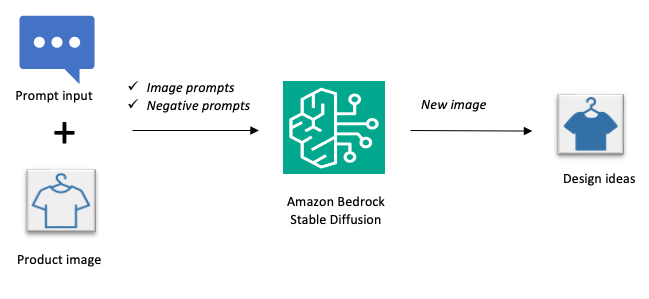 Prompt input
+
Product image
✓ Image prompts
✓ Negative prompts
Amazon Bedrock
Stable Diffusion
New image
Design ideas